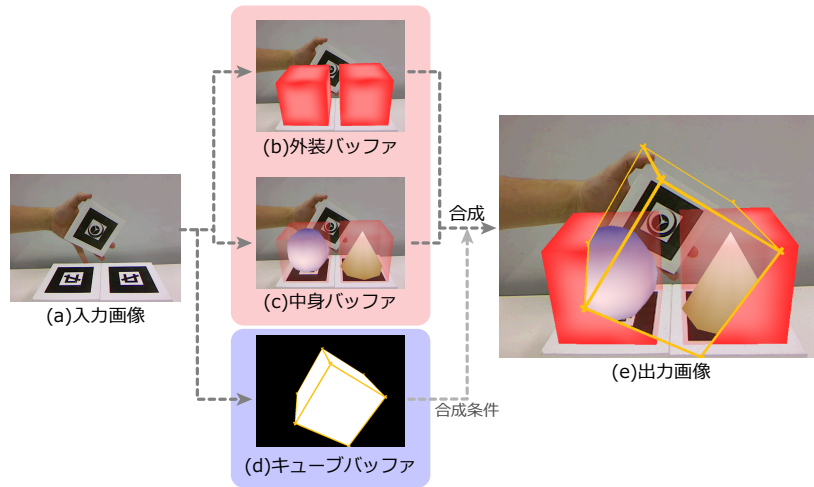 (b)外装バッファ
合成
(c)中身バッファ
(a)入力画像
(e)出力画像
合成条件
(d)キューブバッファ